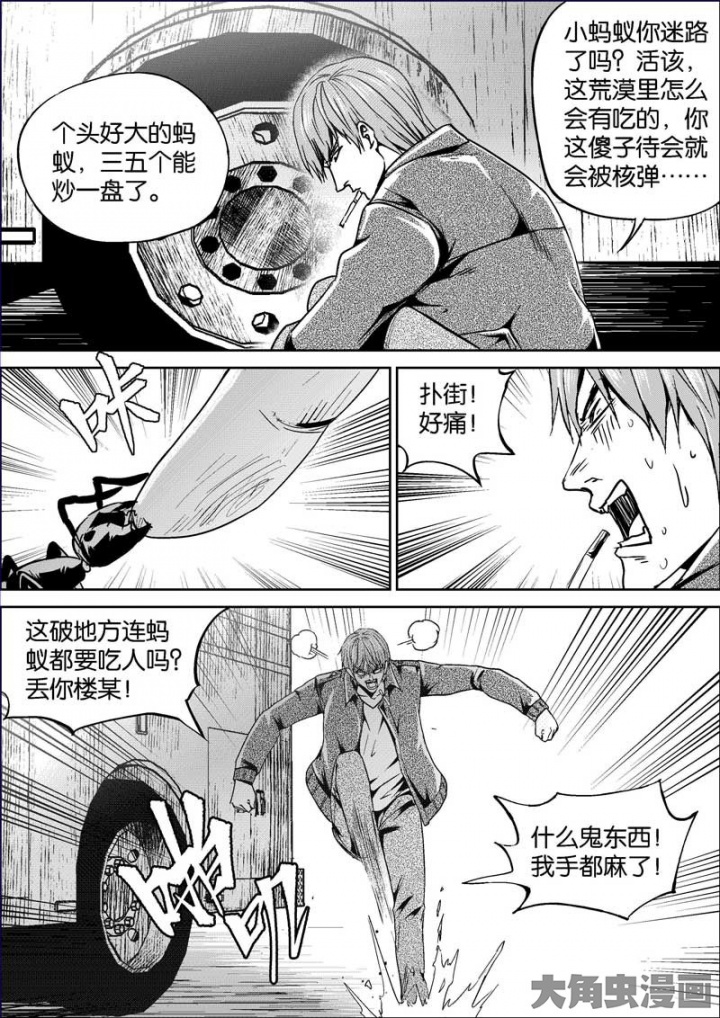 小蚂蚁你迷路
了吗？活该，
这荒漠里怎么
会有吃的，你
这傻子待会就
会被核弹……
个头好大的蚂
蚁，三五个能
炒一盘了。
咔
扑街！
好痛！
这破地方连蚂
蚁都要吃人吗？
丢你楼某！
什么鬼东西！
我手都麻了！
大角虫漫画